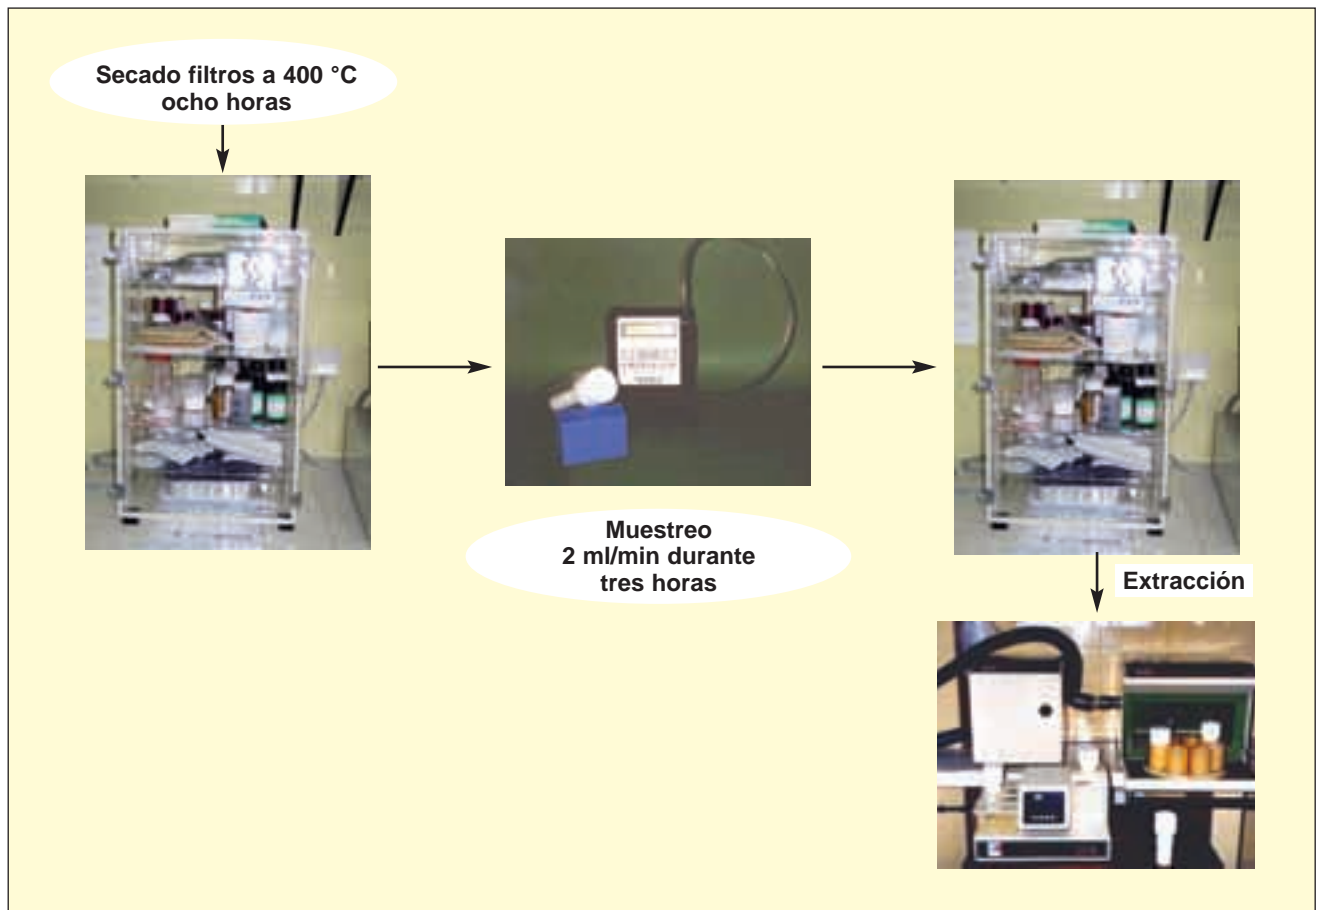 Secado filtros a 400 °C
ocho horas
Muestreo
2 ml/min durante
tres horas
Extracción